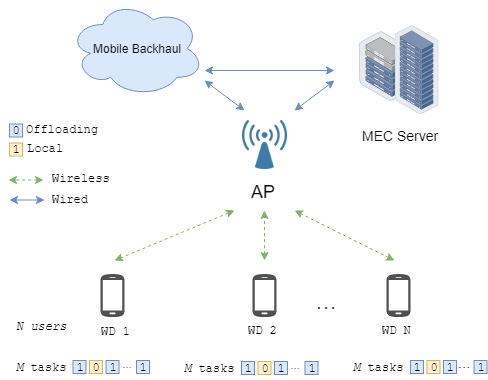 Mobile Backhaul
MEC Server
0 Offloading
1 Local
Wireless
Wired
AP
N users
WD 1
WD 2
...
WD N
M tasks 1 0 1 ... 1
M tasks 1 0 1 ... 1
M tasks 1 0 1 ... 1